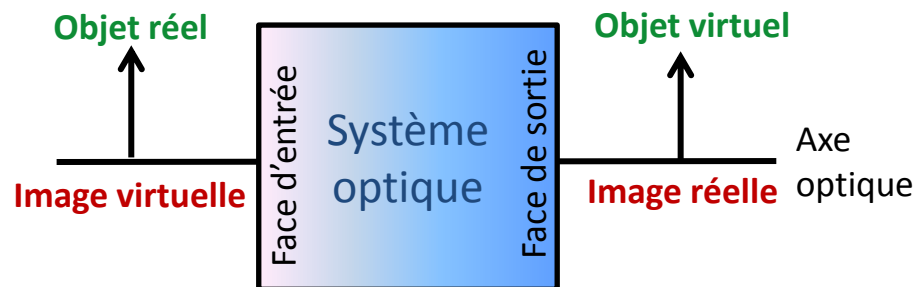 Objet réel
Objet virtuel
Face d'entrée
Système
optique
Face de sortie
Axe
optique
Image virtuelle
Image réelle